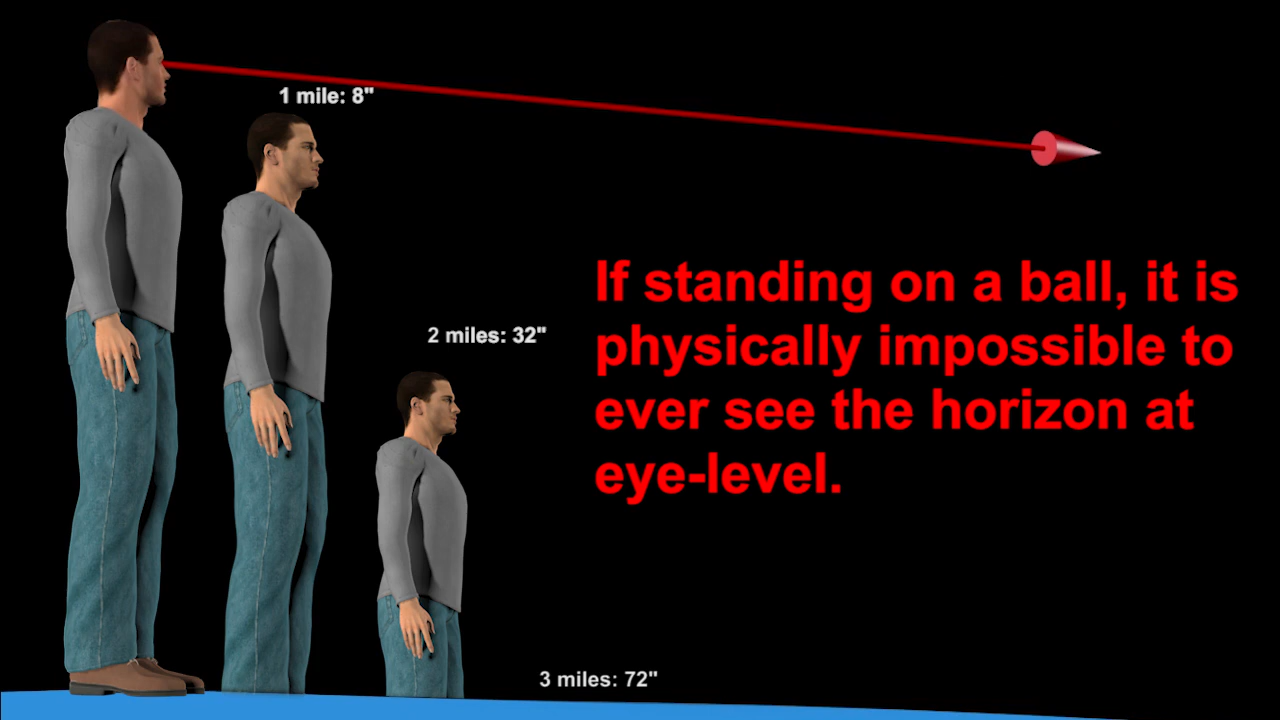 1 mile: 8"
2 miles: 32"
If standing on a ball, it is
physically impossible to
ever see the horizon at
eye-level.
3 miles: 72"